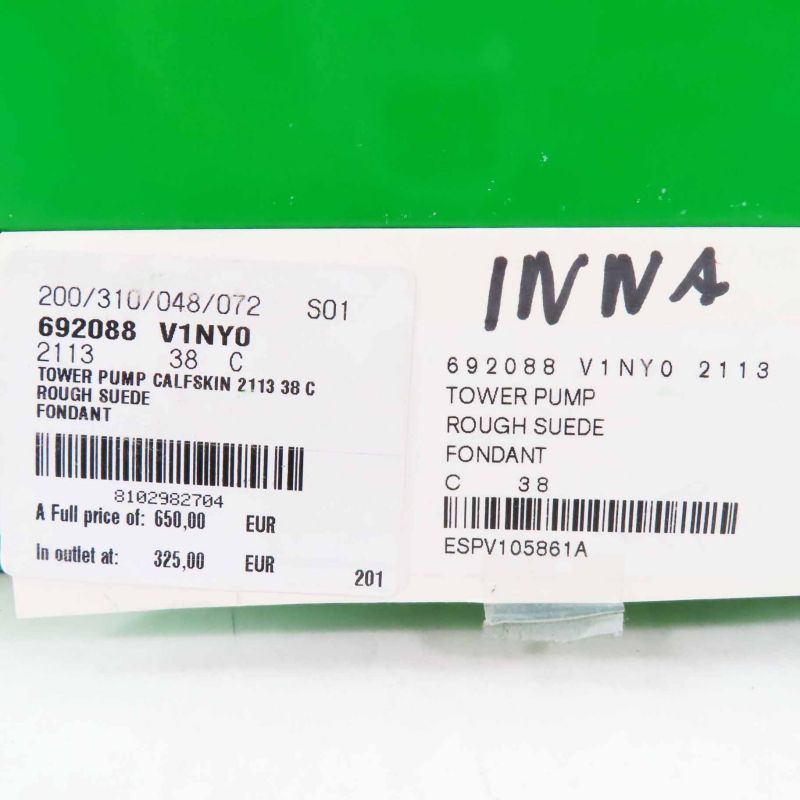 200/310/048/072 S01
692088 V1NY0
2113 38 C
TOWER PUMP CALFSKIN 2113 38 C
ROUGH SUEDE
FONDANT
8102982704
A Full price of: 650,00 EUR
In outlet at: 325,00 EUR
201
INNA
692088 V1NY0 2113
TOWER PUMP
ROUGH SUEDE
FONDANT
C 38
ESPV105861A